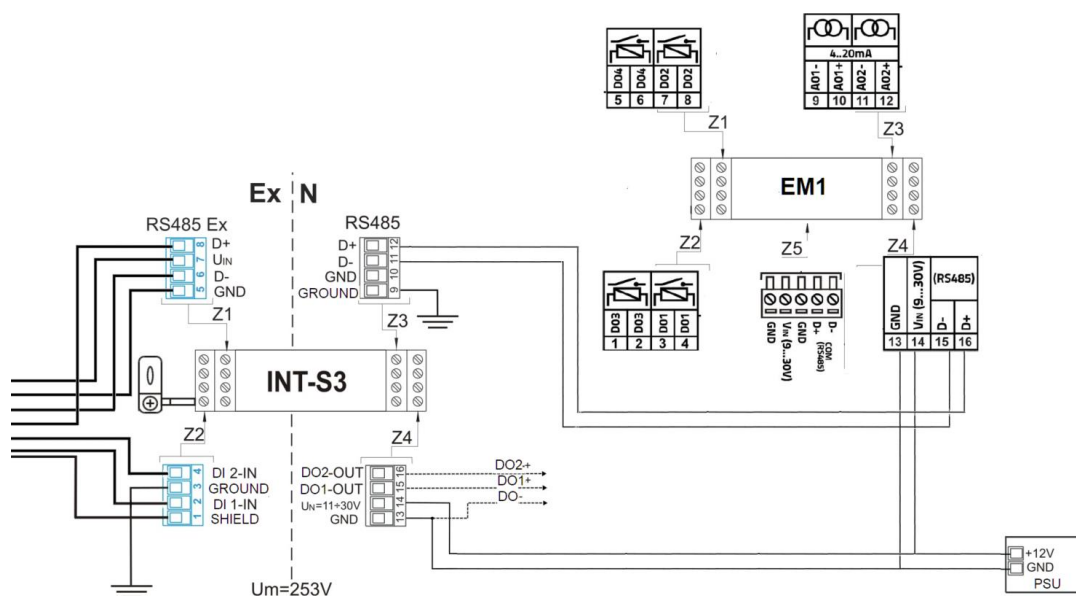 D04 D04 D02 D02
5 6 7 8
4..20mA
A01- A01+ A02- A02+
9 10 11 12
Z1
Z3
EM1
Z2
Z5
Z4
D03 D03 D01 D01
1 2 3 4
GND
VIN (9...30V)
GND
D+
D-
COM (RS485)
GND
VIN (9...30V)
(RS485)
D-
D+
13 14 15 16
Ex N
RS485 Ex
8 D+
7 UIN
6 D-
5 GND
Z1
RS485
D+ 12
D- 11
GND 10
GROUND 9
Z3
INT-S3
Z2
Z4
4 DI 2-IN
3 GROUND
2 DI 1-IN
1 SHIELD
DO2-OUT 16
DO1-OUT 15
UN=11÷30V 14
GND 13
DO2-+
DO1+
DO-
+12V
GND
PSU
Um=253V